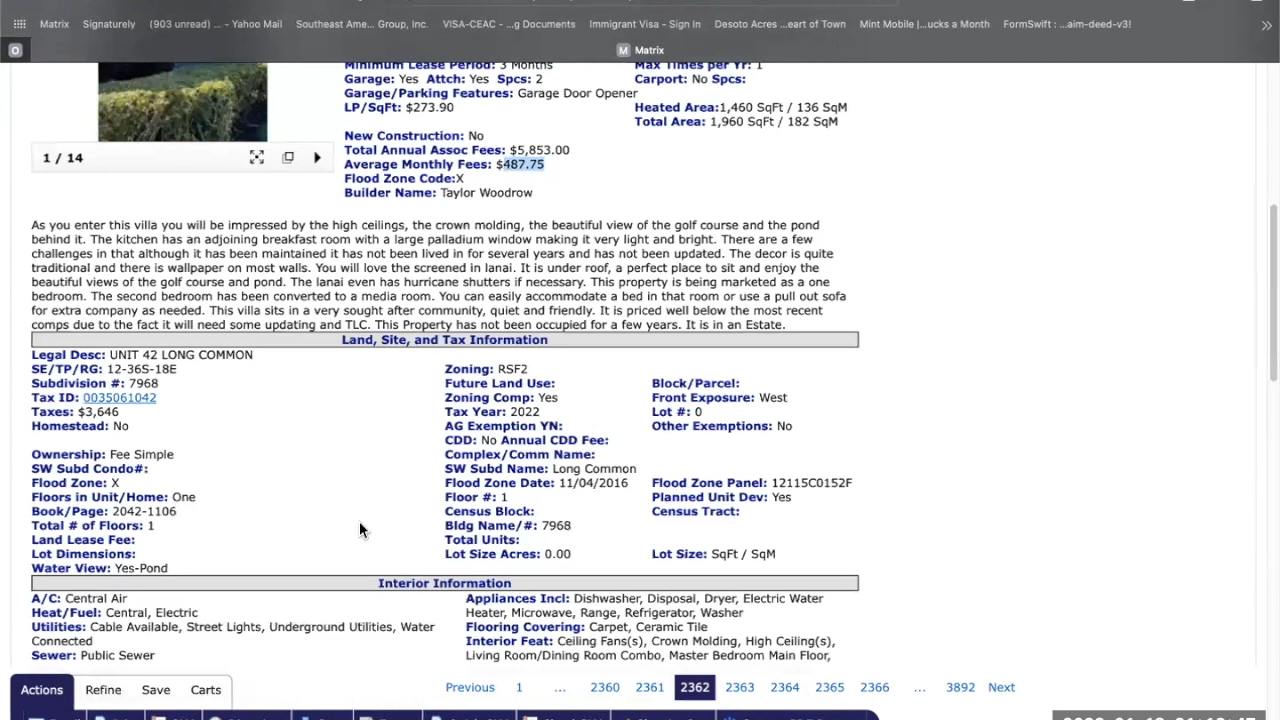 Matrix Signaturely (903 unread) ... - Yahoo Mail Southeast Ame... Group, Inc. VISA-CEAC - ...g Documents Immigrant Visa - Sign In Desoto Acres ...eart of Town Mint Mobile |...ucks a Month FormSwift : ...aim-deed-v3! »
O M Matrix
Minimum Lease Period: 3 Months Max Times per Yr: 1
Garage: Yes Attch: Yes Spcs: 2 Carport: No Spcs:
Garage/Parking Features: Garage Door Opener
LP/SqFt: $273.90 Heated Area:1,460 SqFt / 136 SqM
Total Area: 1,960 SqFt / 182 SqM
New Construction: No
Total Annual Assoc Fees: $5,853.00
1 / 14
Average Monthly Fees: $487.75
Flood Zone Code:X
Builder Name: Taylor Woodrow
As you enter this villa you will be impressed by the high ceilings, the crown molding, the beautiful view of the golf course and the pond
behind it. The kitchen has an adjoining breakfast room with a large palladium window making it very light and bright. There are a few
challenges in that although it has been maintained it has not been lived in for several years and has not been updated. The decor is quite
traditional and there is wallpaper on most walls. You will love the screened in lanai. It is under roof, a perfect place to sit and enjoy the
beautiful views of the golf course and pond. The lanai even has hurricane shutters if necessary. This property is being marketed as a one
bedroom. The second bedroom has been converted to a media room. You can easily accommodate a bed in that room or use a pull out sofa
for extra company as needed. This villa sits in a very sought after community, quiet and friendly. It is priced well below the most recent
comps due to the fact it will need some updating and TLC. This Property has not been occupied for a few years. It is in an Estate.
Land, Site, and Tax Information
Legal Desc: UNIT 42 LONG COMMON
SE/TP/RG: 12-36S-18E Zoning: RSF2
Subdivision #: 7968 Future Land Use: Block/Parcel:
Tax ID: 0035061042 Zoning Comp: Yes Front Exposure: West
Taxes: $3,646 Tax Year: 2022 Lot #: 0
Homestead: No AG Exemption YN: Other Exemptions: No
CDD: No Annual CDD Fee:
Ownership: Fee Simple Complex/Comm Name:
SW Subd Condo#: SW Subd Name: Long Common
Flood Zone: X Flood Zone Date: 11/04/2016 Flood Zone Panel: 12115C0152F
Floors in Unit/Home: One Floor #: 1 Planned Unit Dev: Yes
Book/Page: 2042-1106 Census Block: Census Tract:
Total # of Floors: 1 Bldg Name/#: 7968
Land Lease Fee: Total Units:
Lot Dimensions: Lot Size Acres: 0.00 Lot Size: SqFt / SqM
Water View: Yes-Pond
Interior Information
A/C: Central Air Appliances Incl: Dishwasher, Disposal, Dryer, Electric Water
Heat/Fuel: Central, Electric Heater, Microwave, Range, Refrigerator, Washer
Utilities: Cable Available, Street Lights, Underground Utilities, Water Flooring Covering: Carpet, Ceramic Tile
Connected Interior Feat: Ceiling Fans(s), Crown Molding, High Ceiling(s),
Sewer: Public Sewer Living Room/Dining Room Combo, Master Bedroom Main Floor,
Actions Refine Save Carts Previous 1 ... 2360 2361 2362 2363 2364 2365 2366 ... 3892 Next